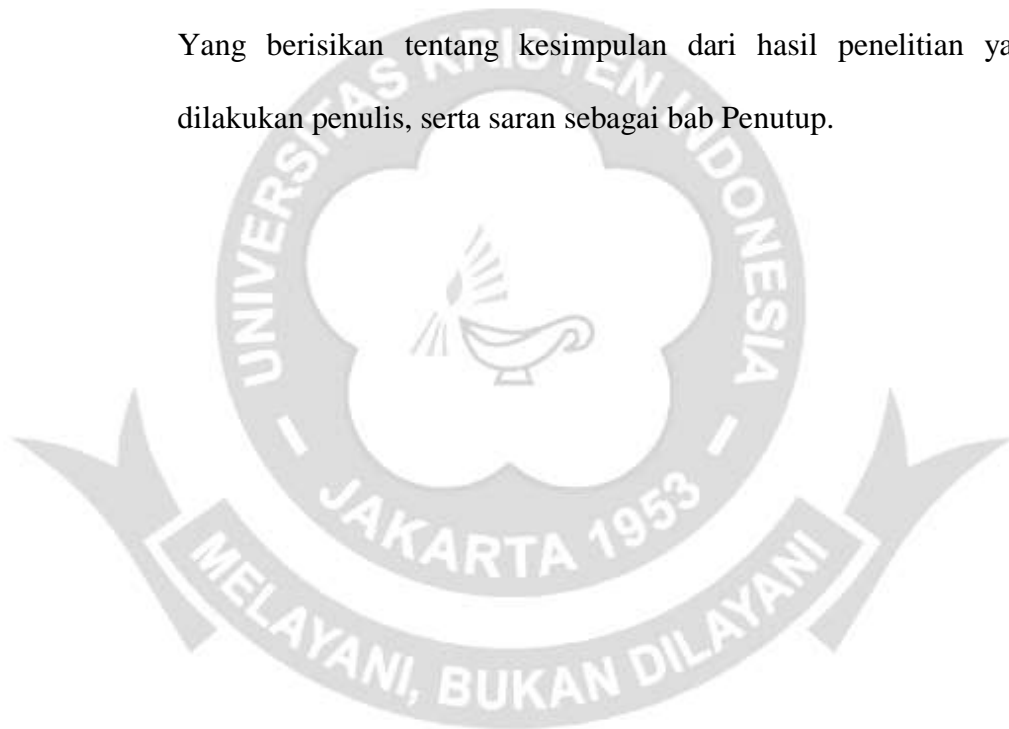 Yang berisikan tentang kesimpulan dari hasil penelitian ya
dilakukan penulis, serta saran sebagai bab Penutup.
UNIVERSITAS KRISTEN INDONESIA
- JAKARTA 1953 -
MELAYANI, BUKAN DILAYANI